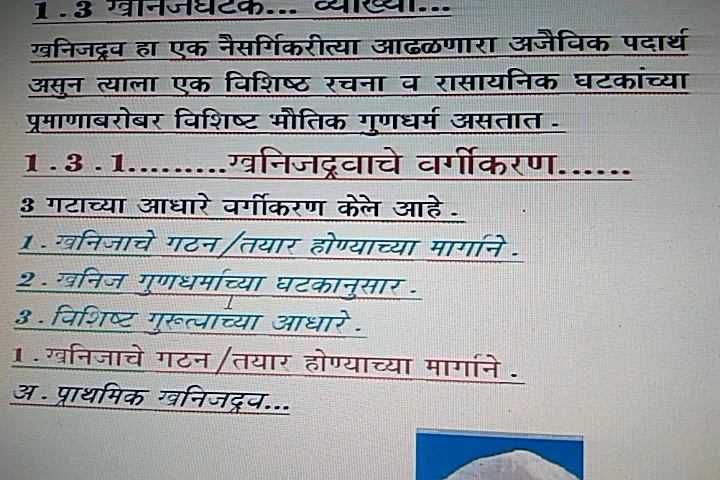 1.3 खनिजघटक... व्याख्या...
खनिजद्रव हा एक नैसर्गिकरीत्या आढळणारा अजैविक पदार्थ
असुन त्याला एक विशिष्ठ रचना व रासायनिक घटकांच्या
प्रमाणाबरोबर विशिष्ट भौतिक गुणधर्म असतात.
1.3.1.........खनिजद्रवाचे वर्गीकरण......
3 गटाच्या आधारे वर्गीकरण केले आहे.
1. खनिजाचे गटन/तयार होण्याच्या मार्गाने.
2. खनिज गुणधर्माच्या घटकानुसार.
3. विशिष्ट गुरूत्वाच्या आधारे.
1. खनिजाचे गटन/तयार होण्याच्या मार्गाने.
अ. प्राथमिक खनिजद्रव...